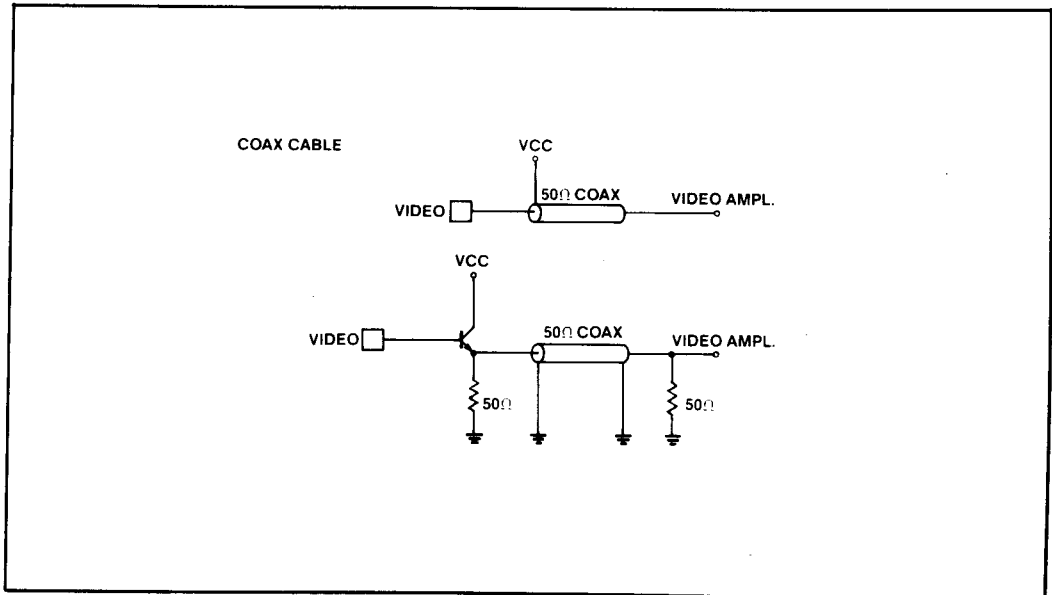 COAX CABLE
VCC
50Ω COAX
VIDEO
VIDEO AMPL.
VCC
50Ω COAX
VIDEO
VIDEO AMPL.
50Ω
50Ω